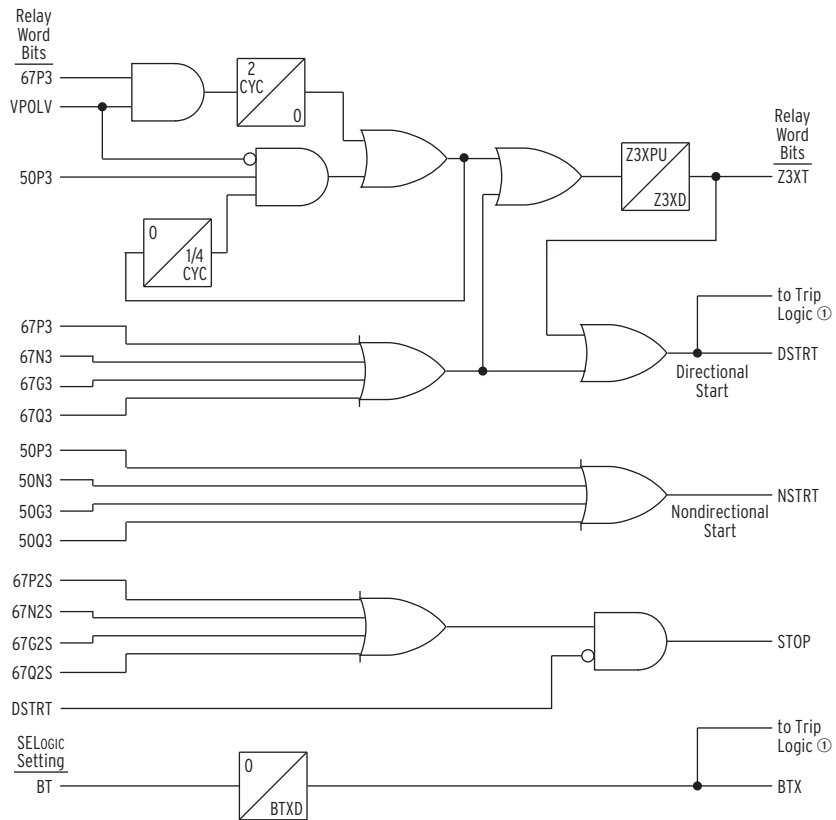 Relay
Word
Bits
67P3
VPOLV
2
CYC
0
50P3
0
1/4
CYC
Z3XPU
Z3XD
Relay
Word
Bits
Z3XT
67P3
67N3
67G3
67Q3
to Trip
Logic ①
DSTRT
Directional
Start
50P3
50N3
50G3
50Q3
NSTRT
Nondirectional
Start
67P2S
67N2S
67G2S
67Q2S
DSTRT
STOP
SELOGIC
Setting
BT
0
BTXD
to Trip
Logic ①
BTX